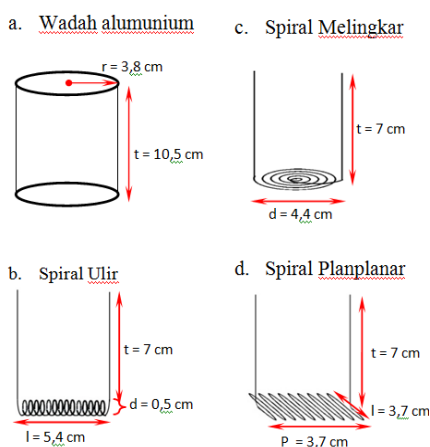 a. Wadah alumunium
r = 3,8 cm
t = 10,5 cm
b. Spiral Ulir
t = 7 cm
d = 0,5 cm
l = 5,4 cm
c. Spiral Melingkar
t = 7 cm
d = 4,4 cm
d. Spiral Planplanar
t = 7 cm
l = 3,7 cm
P = 3.7 cm